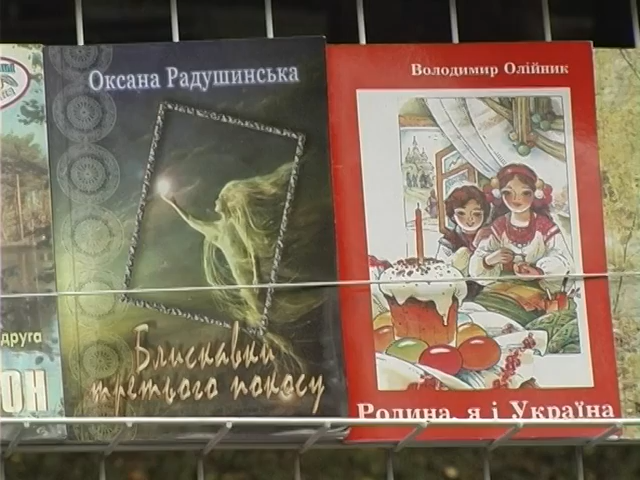 Оксана Радушинська
Блискавки
третього покосу
Володимир Олійник
Родина, я і Україна
друга
ОН